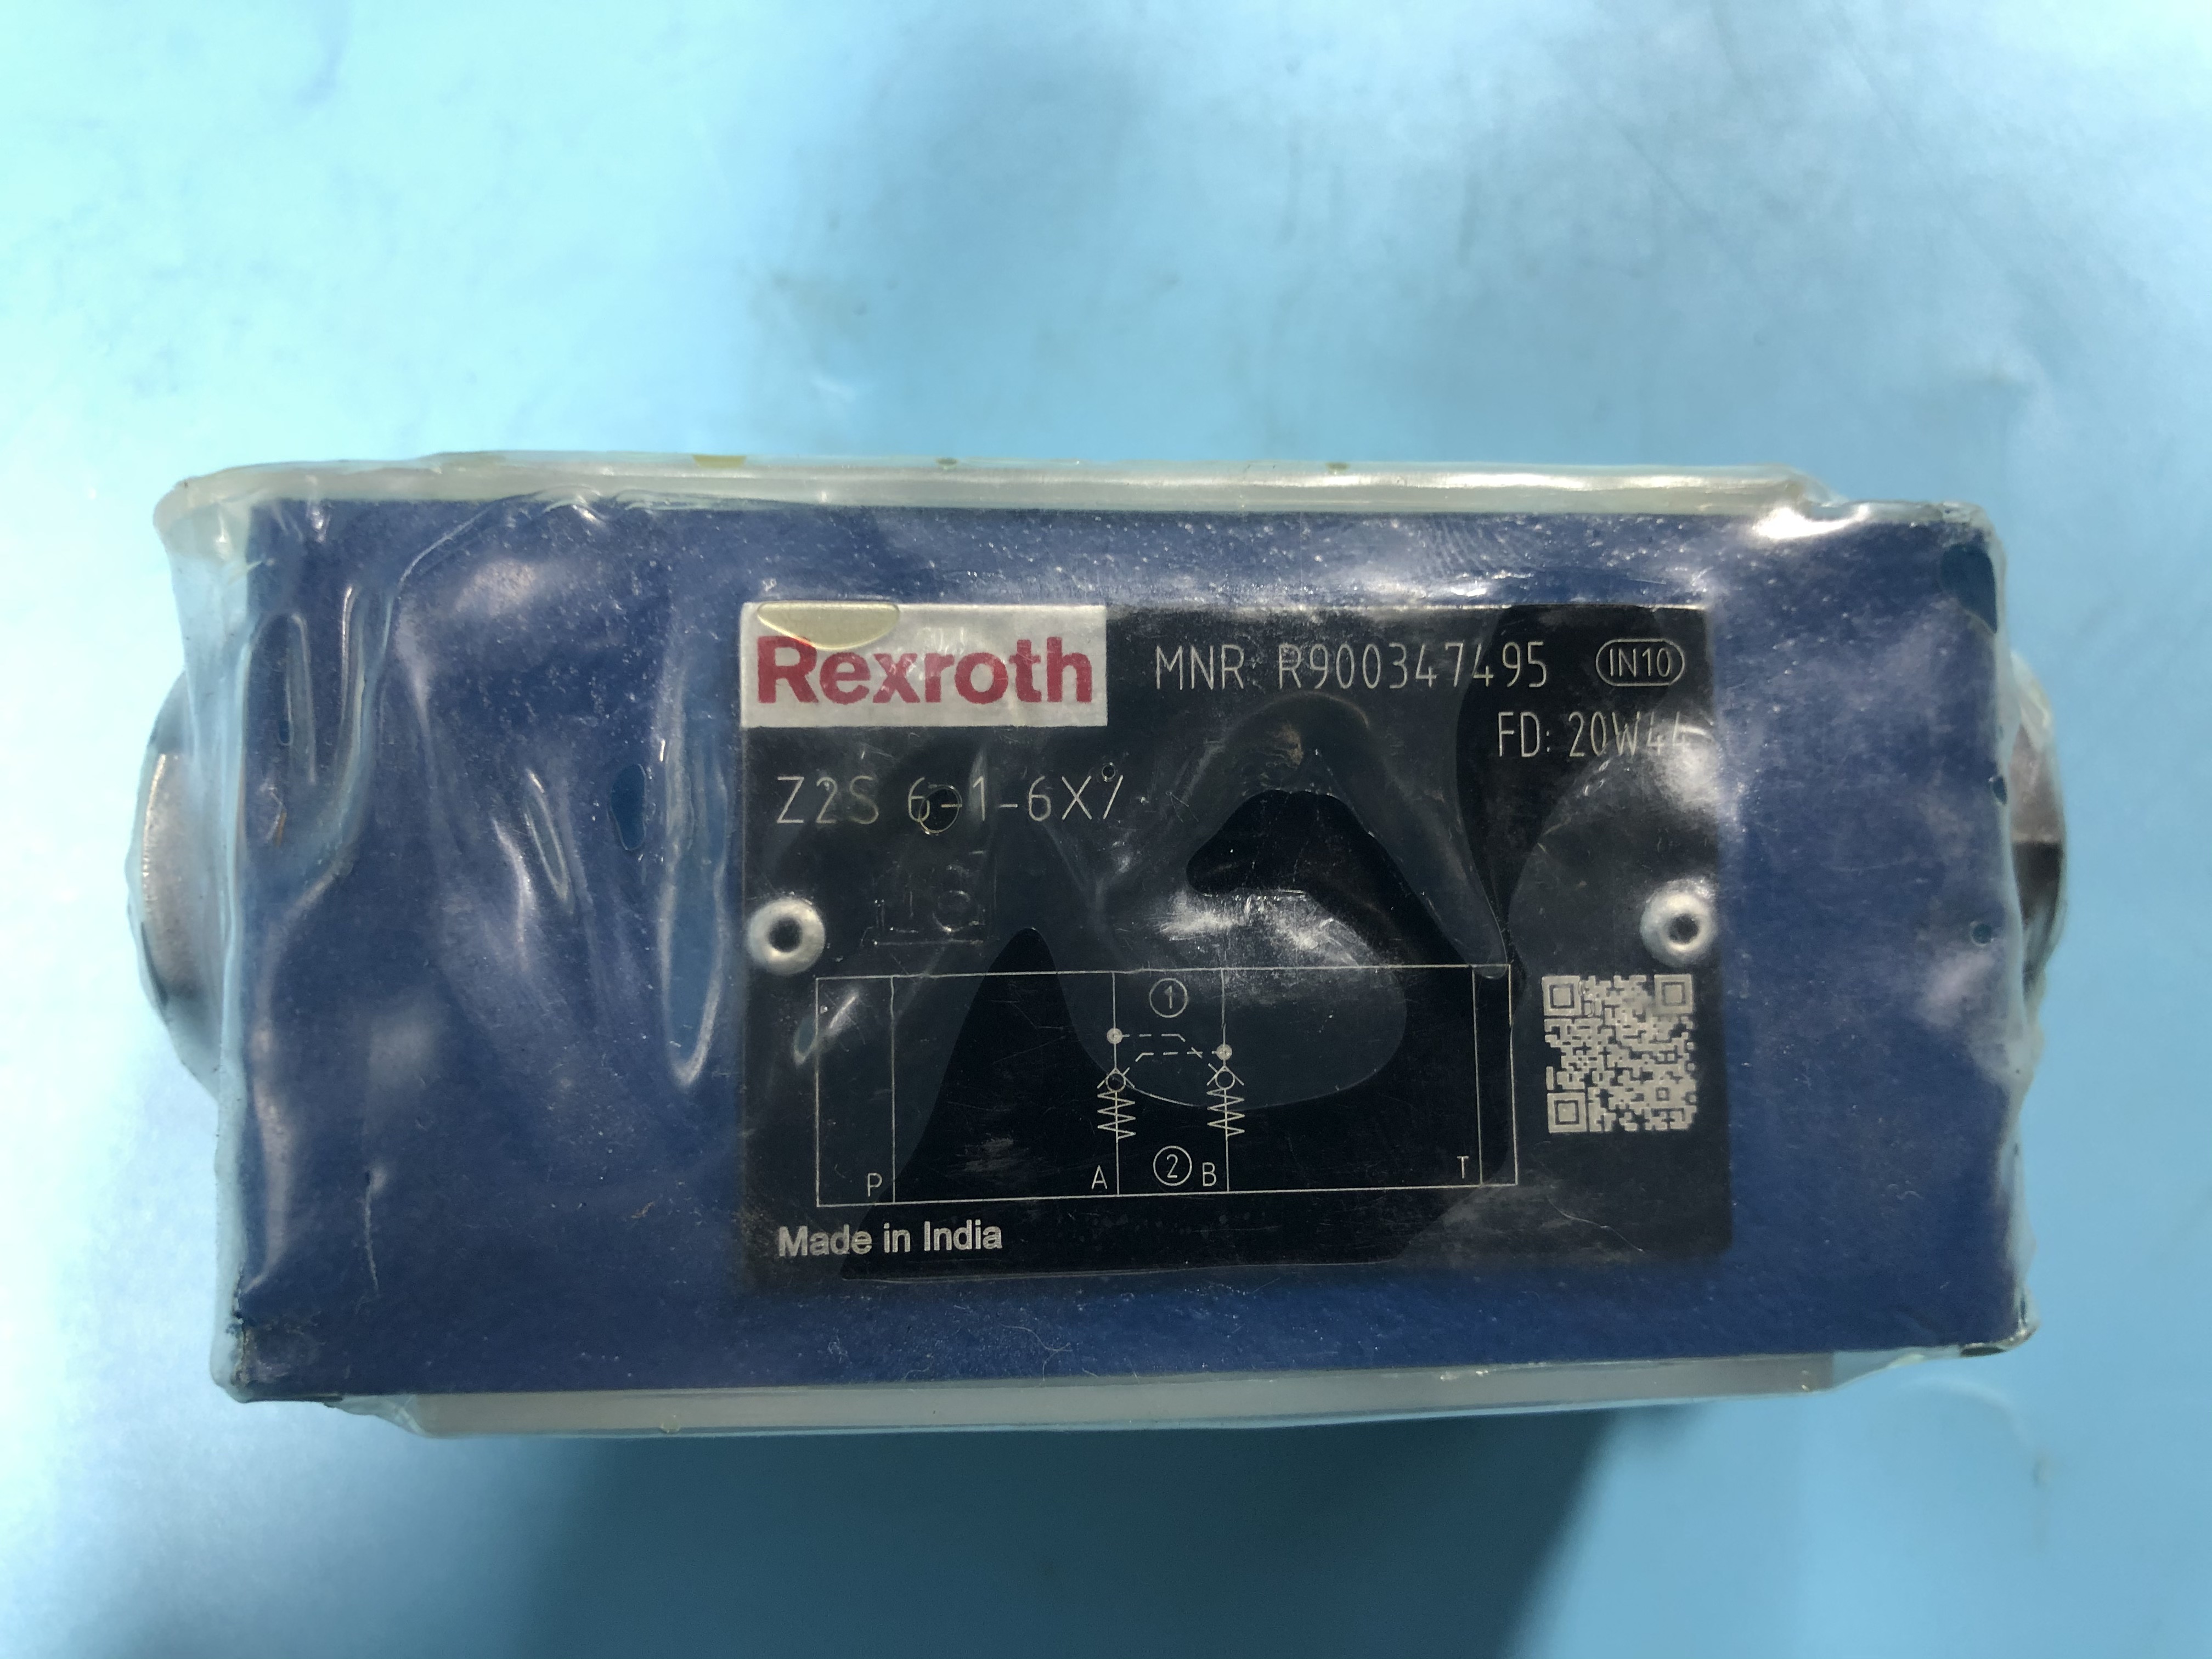 Rexroth
MNR: R900347495 IN10
FD: 20W44
Z2S 6-1-6X/
1
P A 2 B T
Made in India